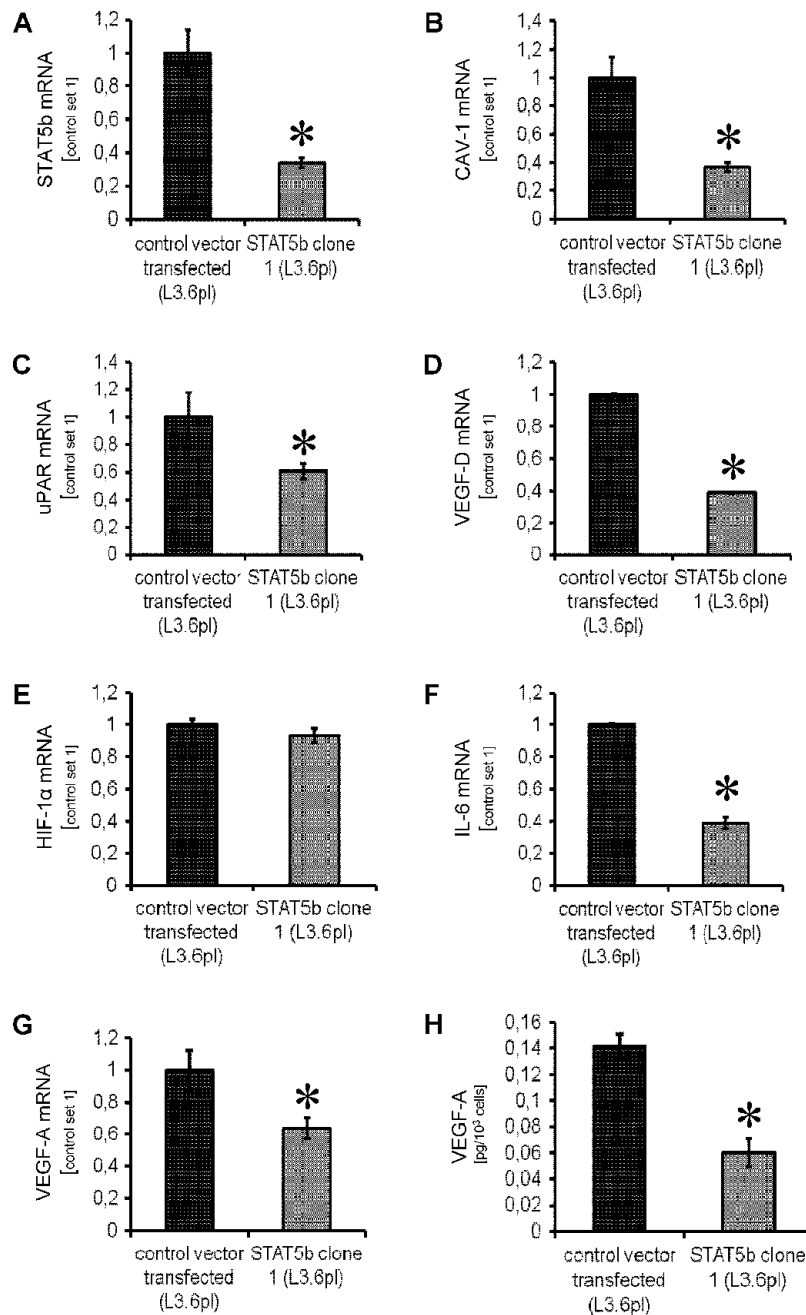 A
STAT5b mRNA
[control set 1]
1,2
1
0,8
0,6
0,4
0,2
0
*
control vector
transfected
(L3.6pl)
STAT5b clone
1 (L3.6pl)
B
CAV-1 mRNA
[control set 1]
1,4
1,2
1
0,8
0,6
0,4
0,2
0
*
control vector
transfected
(L3.6pl)
STAT5b clone
1 (L3.6pl)
C
uPAR mRNA
[control set 1]
1,4
1,2
1
0,8
0,6
0,4
0,2
0
*
control vector
transfected
(L3.6pl)
STAT5b clone
1 (L3.6pl)
D
VEGF-D mRNA
[control set 1]
1,2
1
0,8
0,6
0,4
0,2
0
*
control vector
transfected
(L3.6pl)
STAT5b clone
1 (L3.6pl)
E
HIF-1α mRNA
[control set 1]
1,2
1
0,8
0,6
0,4
0,2
0
control vector
transfected
(L3.6pl)
STAT5b clone
1 (L3.6pl)
F
IL-6 mRNA
[control set 1]
1,2
1
0,8
0,6
0,4
0,2
0
*
control vector
transfected
(L3.6pl)
STAT5b clone
1 (L3.6pl)
G
VEGF-A mRNA
[control set 1]
1,2
1
0,8
0,6
0,4
0,2
0
*
control vector
transfected
(L3.6pl)
STAT5b clone
1 (L3.6pl)
H
VEGF-A
[pg/10³ cells]
0,16
0,14
0,12
0,1
0,08
0,06
0,04
0,02
0
*
control vector
transfected
(L3.6pl)
STAT5b clone
1 (L3.6pl)